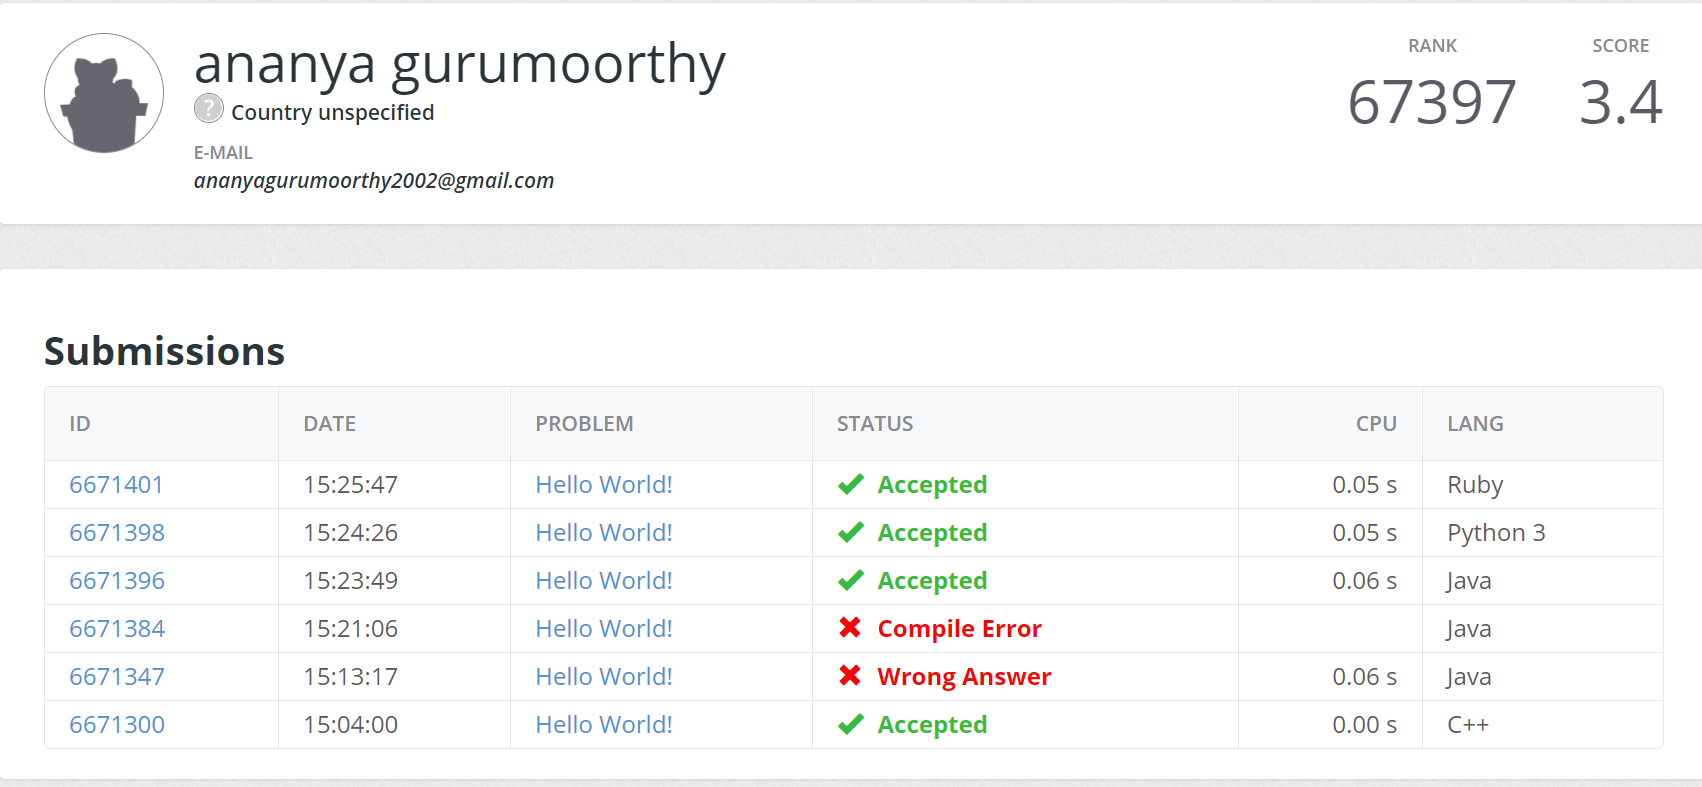 ananya gurumoorthy
? Country unspecified
E-MAIL
ananyagurumoorthy2002@gmail.com
RANK
67397
SCORE
3.4
Submissions
ID DATE PROBLEM STATUS CPU LANG
6671401 15:25:47 Hello World! Accepted 0.05 s Ruby
6671398 15:24:26 Hello World! Accepted 0.05 s Python 3
6671396 15:23:49 Hello World! Accepted 0.06 s Java
6671384 15:21:06 Hello World! Compile Error Java
6671347 15:13:17 Hello World! Wrong Answer 0.06 s Java
6671300 15:04:00 Hello World! Accepted 0.00 s C++